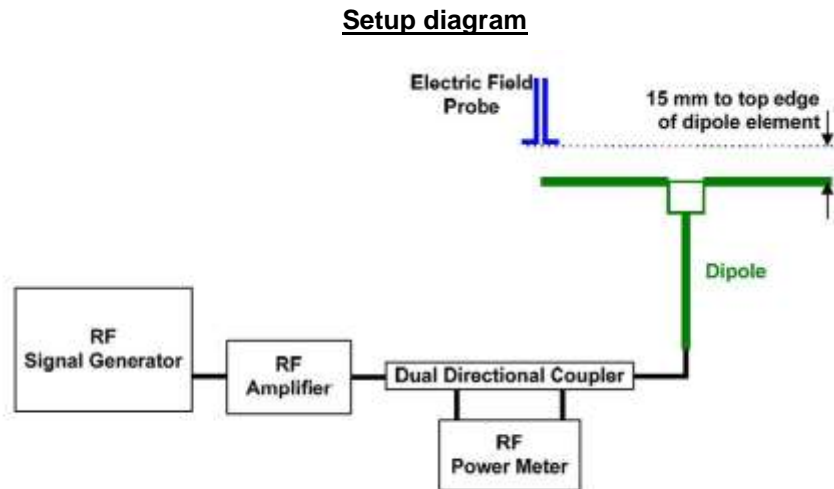 Setup diagram
Electric Field
Probe
15 mm to top edge
of dipole element
Dipole
RF
Signal Generator
RF
Amplifier
Dual Directional Coupler
RF
Power Meter